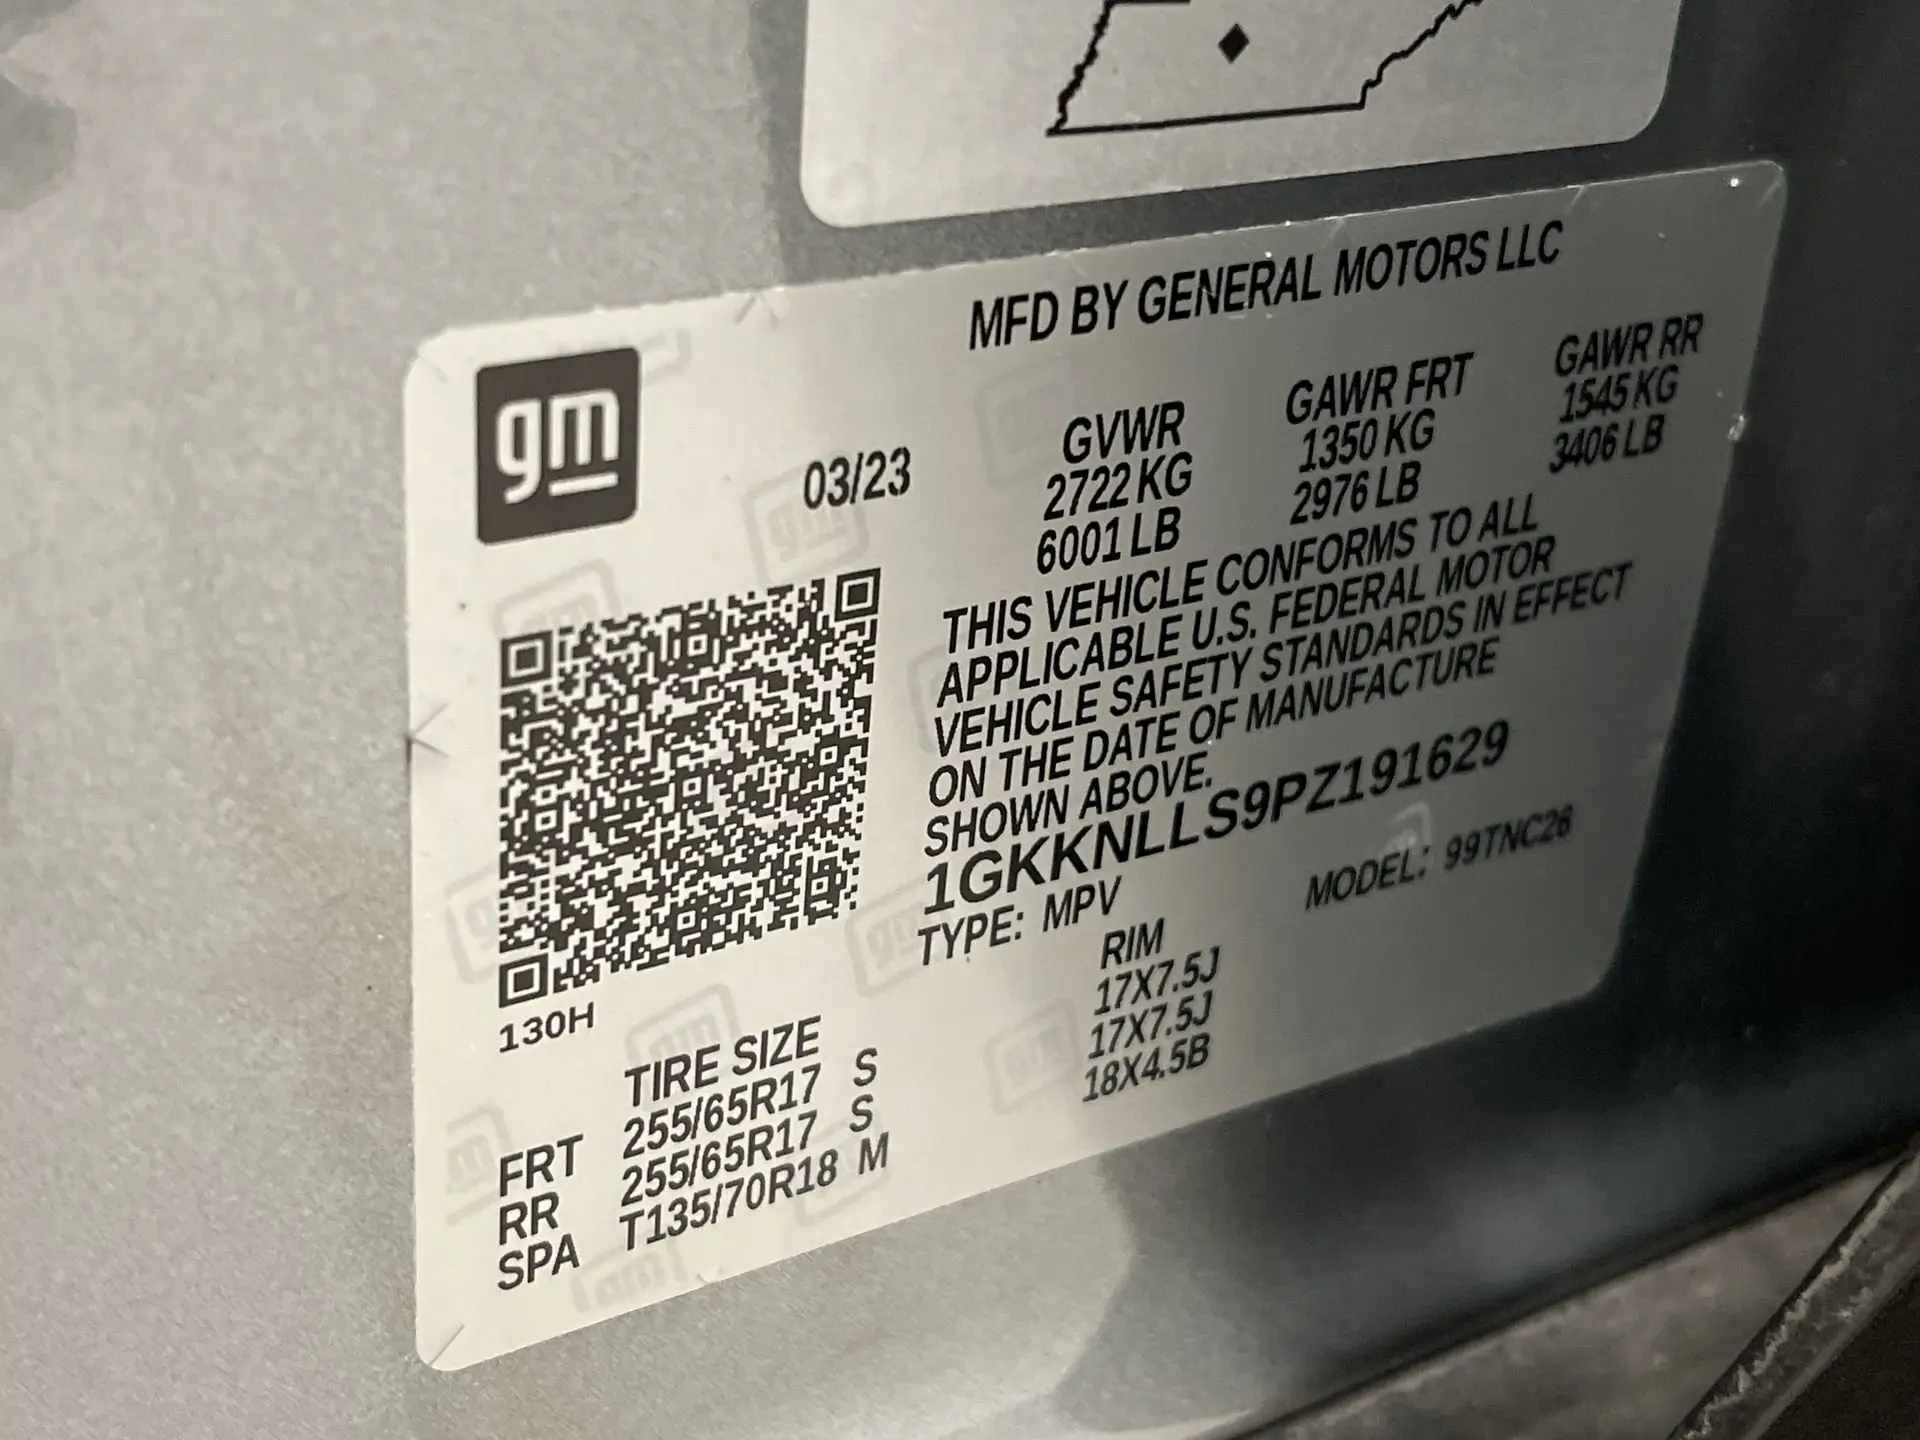 MFD BY GENERAL MOTORS LLC
gm
03/23
GVWR
2722 KG
6001 LB
GAWR FRT
1350 KG
2976 LB
GAWR RR
1545 KG
3406 LB
THIS VEHICLE CONFORMS TO ALL
APPLICABLE U.S. FEDERAL MOTOR
VEHICLE SAFETY STANDARDS IN EFFECT
ON THE DATE OF MANUFACTURE
SHOWN ABOVE.
1GKKNLLS9PZ191629
TYPE: MPV
MODEL: 99TNC26
130H
TIRE SIZE RIM
FRT 255/65R17 S 17X7.5J
RR 255/65R17 S 17X7.5J
SPA T135/70R18 M 18X4.5B